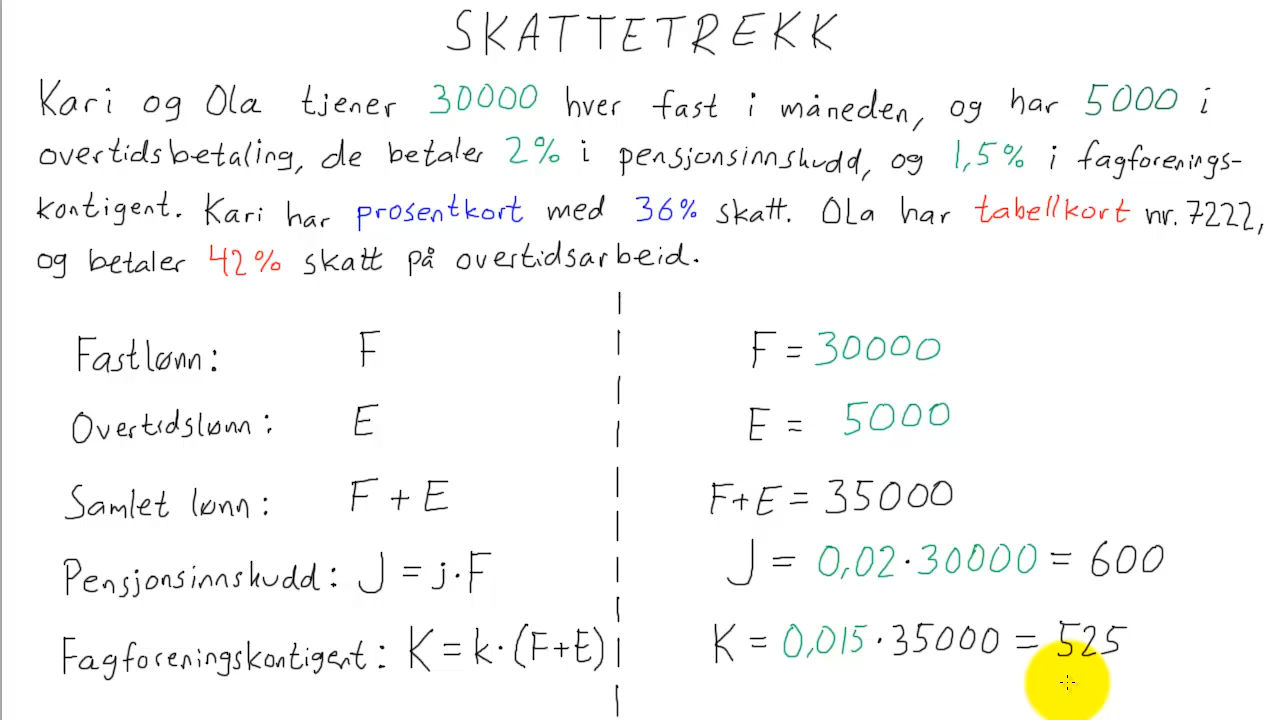 SKATTETREKK
Kari og Ola tjener 30000 hver fast i måneden, og har 5000 i
overtidsbetaling, de betaler 2% i pensjonsinnskudd, og 1,5% i fagforenings-
kontigent. Kari har prosentkort med 36% skatt. Ola har tabellkort nr. 7222,
og betaler 42% skatt på overtidsarbeid.
Fastlønn: F
F = 30000
Overtidslønn: E
E = 5000
Samlet lønn: F + E
F+E = 35000
Pensjonsinnskudd: J = j·F
J = 0,02·30000 = 600
Fagforeningskontigent: K = k·(F+E)
K = 0,015·35000 = 525